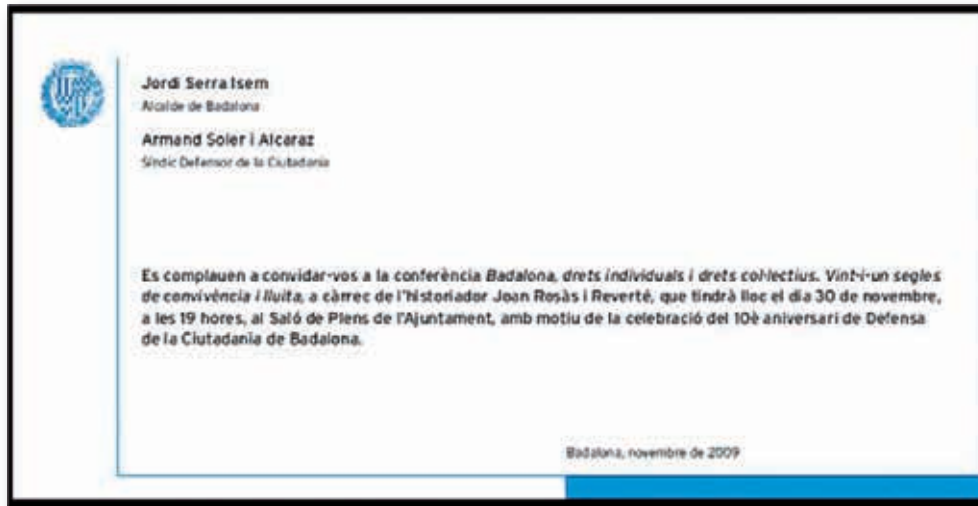 Jordi Serra Isern
Alcalde de Badalona
Armand Soler i Alcaraz
Síndic Defensor de la Ciutadania
Es complauen a convidar-vos a la conferència Badalona, drets individuals i drets col·lectius. Vint-i-un segles
de convivència i lluita, a càrrec de l'historiador Joan Rosàs i Reverté, que tindrà lloc el dia 30 de novembre,
a les 19 hores, al Saló de Plens de l'Ajuntament, amb motiu de la celebració del 10è aniversari de Defensa
de la Ciutadania de Badalona.
Badalona, novembre de 2009